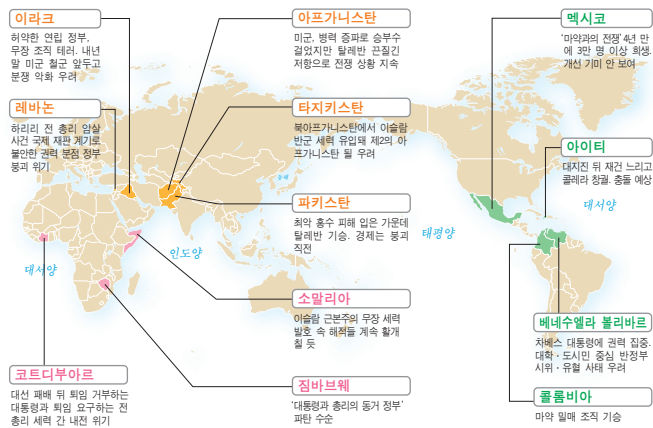 이라크
허약한 연립 정부,
무장 조직 테러. 내년
말 미군 철군 앞두고
분쟁 악화 우려
레바논
하리리 전 총리 암살
사건 국제 재판 계기로
불안한 권력 분점 정부
붕괴 위기
아프가니스탄
미군, 병력 증파로 승부수
걸었지만 탈레반 끈질긴
저항으로 전쟁 상황 지속
타지키스탄
북아프가니스탄에서 이슬람
반군 세력 유입돼 제2의 아
프가니스탄 될 우려
파키스탄
최악 홍수 피해 입은 가운데
탈레반 기승. 경제는 붕괴
직전
소말리아
이슬람 근본주의 무장 세력
발호 속 해적들 계속 활개
칠 듯
짐바브웨
'대통령과 총리의 동거 정부'
파탄 수순
코트디부아르
대선 패배 뒤 퇴임 거부하는
대통령과 퇴임 요구하는 전
총리 세력 간 내전 위기
멕시코
'마약과의 전쟁' 4년 만
에 3만 명 이상 희생.
개선 기미 안 보여
아이티
대지진 뒤 재건 느리고
콜레라 창궐. 충돌 예상
베네수엘라 볼리바르
차베스 대통령에 권력 집중.
대학·도시민 중심 반정부
시위·유혈 사태 우려
콜롬비아
마약 밀매 조직 기승
대서양
인도양
태평양
대서양